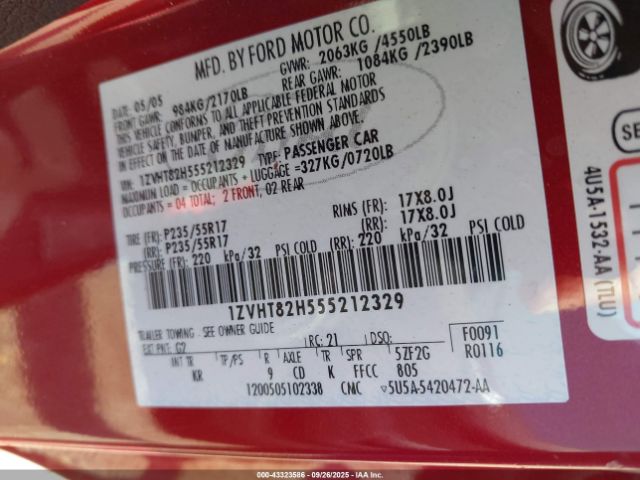 MFD. BY FORD MOTOR CO.
DATE: 05/05 GVWR: 2063KG /4550LB
FRONT GAWR: 984KG/2170LB REAR GAWR: 1084KG /2390LB
THIS VEHICLE CONFORMS TO ALL APPLICABLE FEDERAL MOTOR
VEHICLE SAFETY, BUMPER, AND THEFT PREVENTION STANDARDS
IN EFFECT ON THE DATE OF MANUFACTURE SHOWN ABOVE.
VIN: 1ZVHT82H555212329 TYPE: PASSENGER CAR
MAXIMUM LOAD = OCCUPANTS + LUGGAGE =327KG/0720LB
OCCUPANTS = 04 TOTAL; 2 FRONT, 02 REAR
TIRE (FR): P235/55R17 RIMS (FR): 17X8.0J
(RR): P235/55R17 (RR): 17X8.0J
PRESSURE (FR): 220 kPa/32 PSI COLD (RR): 220 kPa/32 PSI COLD
1ZVHT82H555212329
TRAILER TOWING - SEE OWNER GUIDE
EXT PNT: G2 RC: 21 DSO: F0091
INT TR TP/PS R AXLE TR SPR 5ZF2G R0116
KR 9 CD K FFCC 805
1200505102338 CMC ▽5U5A-5420472-AA
SE
4U5A-1532-AA (TLU)
000-43323586 09/26/2025 IAAI